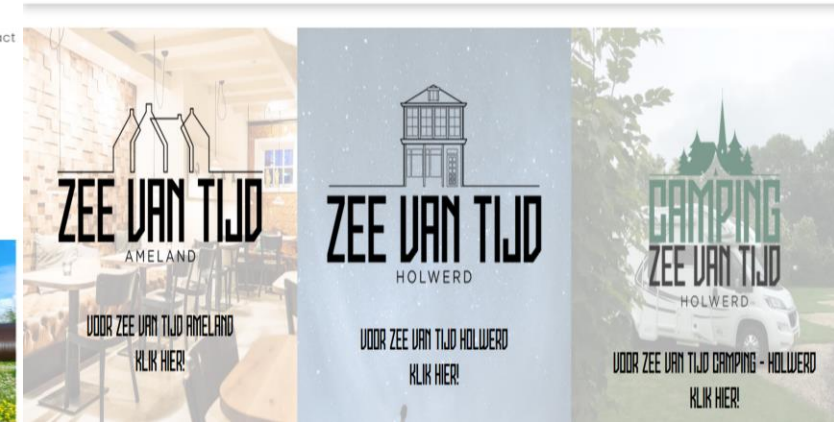 ZEE VAN TIJD
AMELAND
VOOR ZEE VAN TIJD AMELAND
KLIK HIER!
ZEE VAN TIJD
HOLWERD
VOOR ZEE VAN TIJD HOLWERD
KLIK HIER!
CAMPING
ZEE VAN TIJD
HOLWERD
VOOR ZEE VAN TIJD CAMPING - HOLWERD
KLIK HIER!